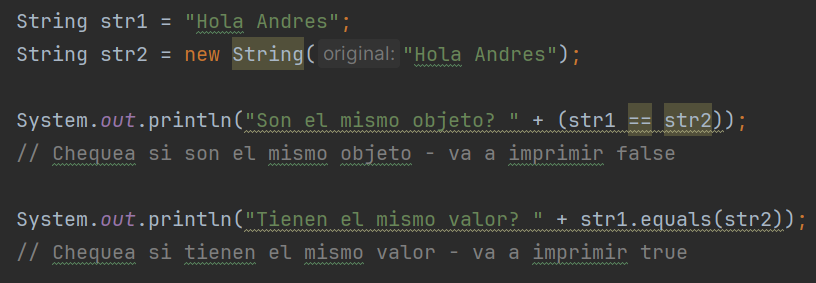 String str1 = "Hola Andres";
String str2 = new String( original: "Hola Andres");
System.out.println("Son el mismo objeto? " + (str1 == str2));
// Chequea si son el mismo objeto - va a imprimir false
System.out.println("Tienen el mismo valor? " + str1.equals(str2));
// Chequea si tienen el mismo valor - va a imprimir true